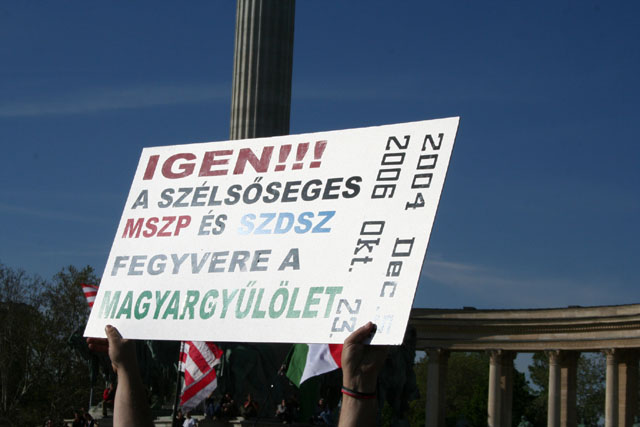 IGEN!!!
A SZÉLSŐSÉGES
MSZP ÉS SZDSZ
FEGYVERE A
MAGYARGYŰLÖLET
2004 Dec. 5.
2006 Okt. 23.